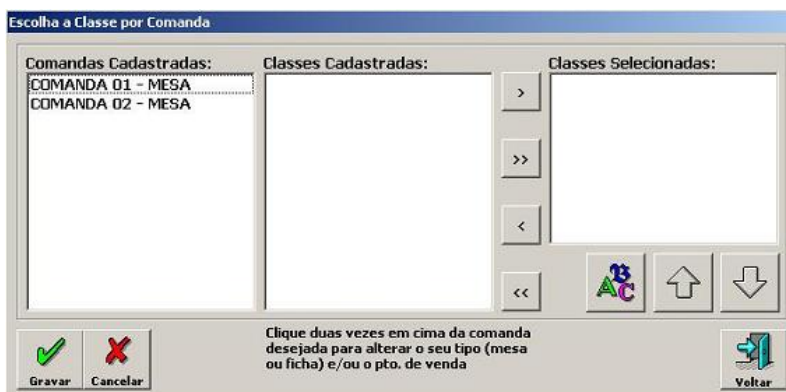 Escolha a Classe por Comanda
Comandas Cadastradas:
COMANDA 01 - MESA
COMANDA 02 - MESA
Classes Cadastradas:
>
>>
<
<<
Classes Selecionadas:
ABC
Gravar
Cancelar
Clique duas vezes em cima da comanda
desejada para alterar o seu tipo (mesa
ou ficha) e/ou o pto. de venda
Voltar